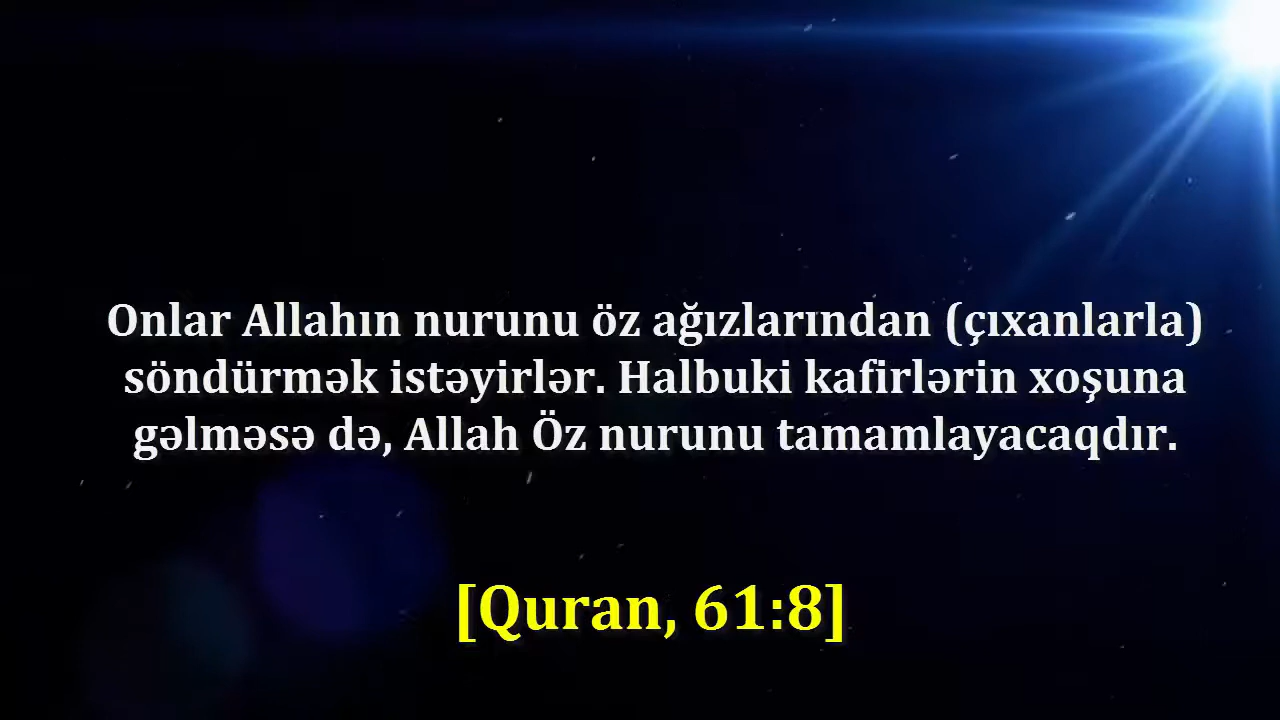 Onlar Allahın nurunu öz ağızlarından (çıxanlarla)
söndürmək istəyirlər. Halbuki kafirlərin xoşuna
gəlməsə də, Allah Öz nurunu tamamlayacaqdır.
[Quran, 61:8]